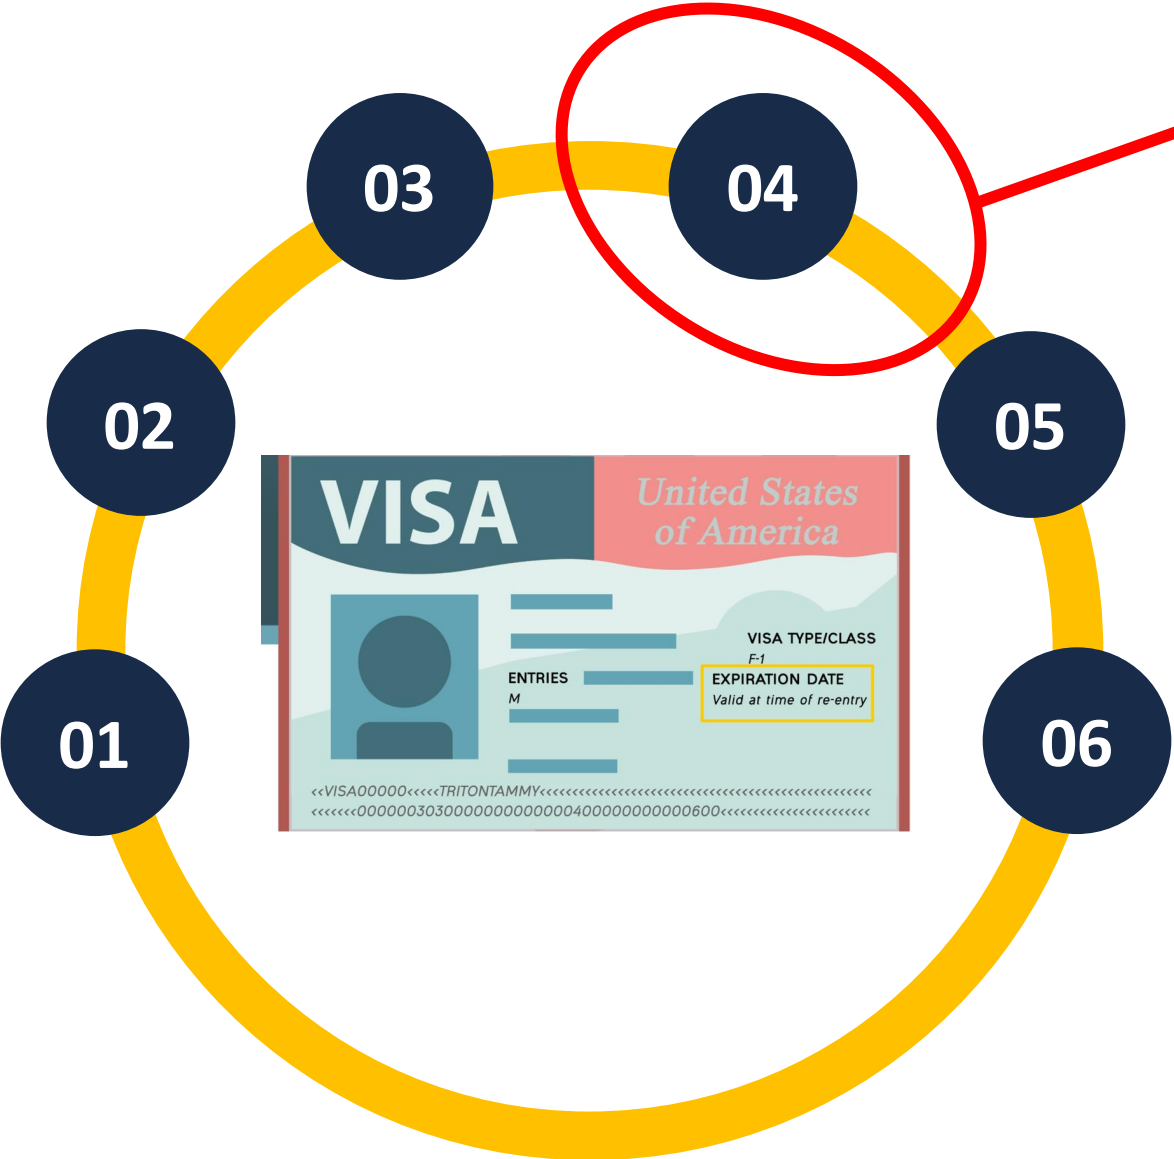 03
04
02
05
VISA
United States
of America
VISA TYPE/CLASS
F-1
ENTRIES
M
EXPIRATION DATE
Valid at time of re-entry
01
06
‹‹VISA00000‹‹‹‹‹TRITONTAMMY‹‹‹‹‹‹‹‹‹‹‹‹‹‹‹‹‹‹‹‹‹‹‹‹‹‹‹‹‹‹‹‹‹‹‹‹‹‹‹‹‹‹‹‹‹‹‹‹‹‹‹
‹‹‹‹‹‹‹0000003030000000000000400000000000600‹‹‹‹‹‹‹‹‹‹‹‹‹‹‹‹‹‹‹‹‹‹‹